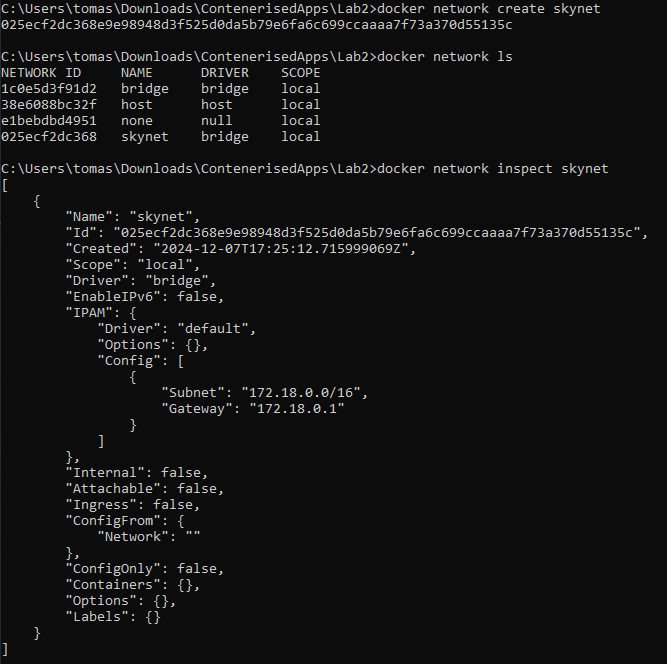 C:\Users\tomas\Downloads\ContenerisedApps\Lab2>docker network create skynet
025ecf2dc368e9e98948d3f525d0da5b79e6fa6c699ccaaaa7f73a370d55135c

C:\Users\tomas\Downloads\ContenerisedApps\Lab2>docker network ls
NETWORK ID     NAME      DRIVER    SCOPE
1c0e5d3f91d2   bridge    bridge    local
38e6088bc32f   host      host      local
e1bebdbd4951   none      null      local
025ecf2dc368   skynet    bridge    local

C:\Users\tomas\Downloads\ContenerisedApps\Lab2>docker network inspect skynet
[
    {
        "Name": "skynet",
        "Id": "025ecf2dc368e9e98948d3f525d0da5b79e6fa6c699ccaaaa7f73a370d55135c",
        "Created": "2024-12-07T17:25:12.715999069Z",
        "Scope": "local",
        "Driver": "bridge",
        "EnableIPv6": false,
        "IPAM": {
            "Driver": "default",
            "Options": {},
            "Config": [
                {
                    "Subnet": "172.18.0.0/16",
                    "Gateway": "172.18.0.1"
                }
            ]
        },
        "Internal": false,
        "Attachable": false,
        "Ingress": false,
        "ConfigFrom": {
            "Network": ""
        },
        "ConfigOnly": false,
        "Containers": {},
        "Options": {},
        "Labels": {}
    }
]